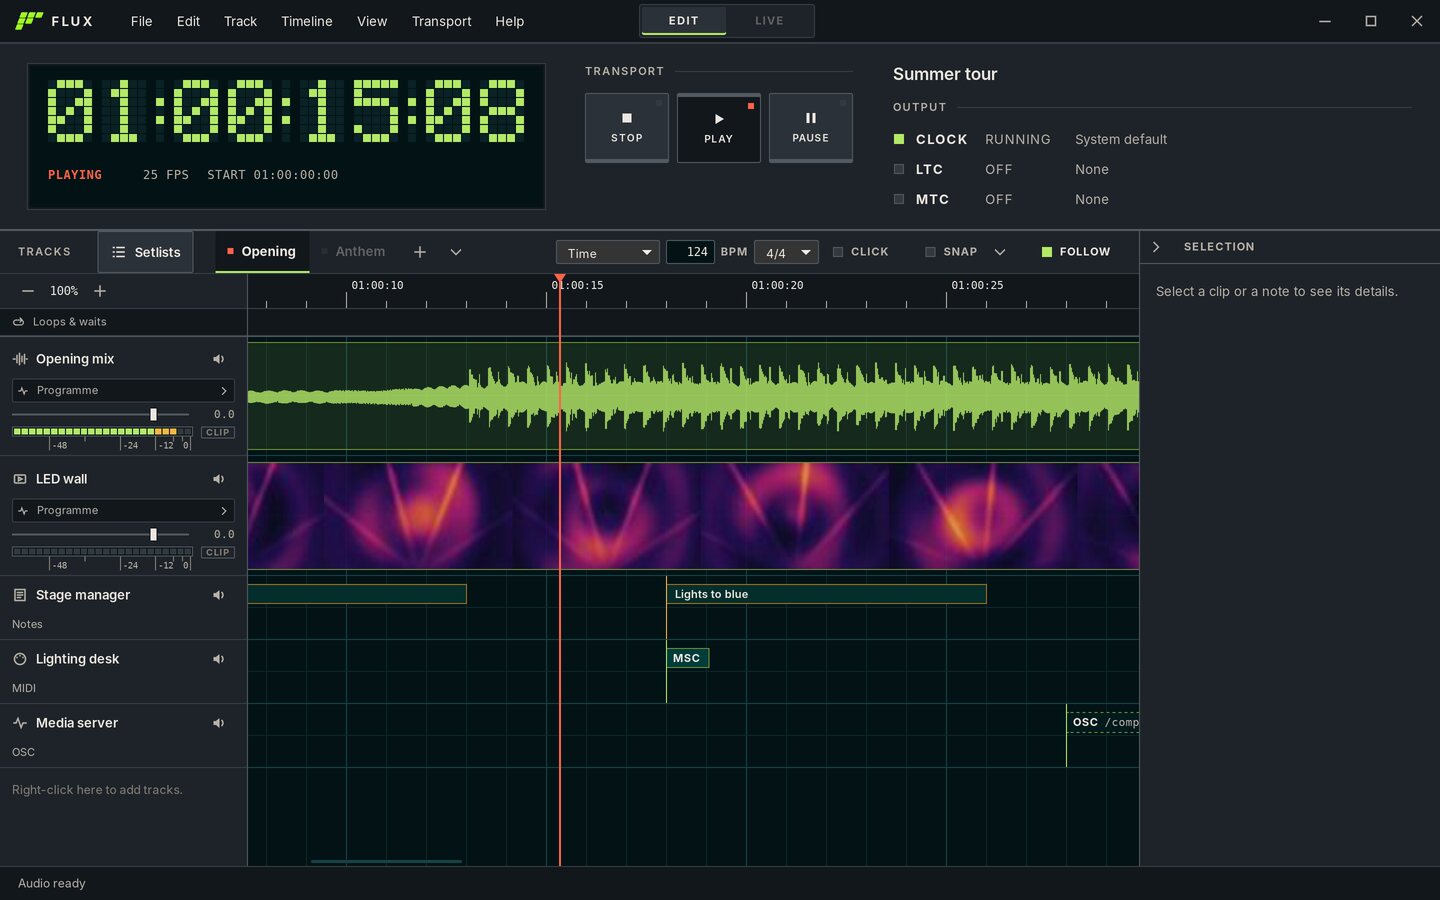 FLUX File Edit Track Timeline View Transport Help EDIT LIVE
01:00:00:15:08
PLAYING 25 FPS START 01:00:00:00
TRANSPORT
STOP PLAY PAUSE
Summer tour
OUTPUT
CLOCK RUNNING System default
LTC OFF None
MTC OFF None
TRACKS Setlists Opening Anthem Time 124 BPM 4/4 CLICK SNAP FOLLOW
SELECTION
Select a clip or a note to see its details.
100%
01:00:10 01:00:15 01:00:20 01:00:25
Loops & waits
Opening mix
Programme
0.0
CLIP
-48 -24 -12 0
LED wall
Programme
0.0
CLIP
-48 -24 -12 0
Stage manager
Notes
Lights to blue
Lighting desk
MIDI
MSC
Media server
OSC
OSC /comp
Right-click here to add tracks.
Audio ready